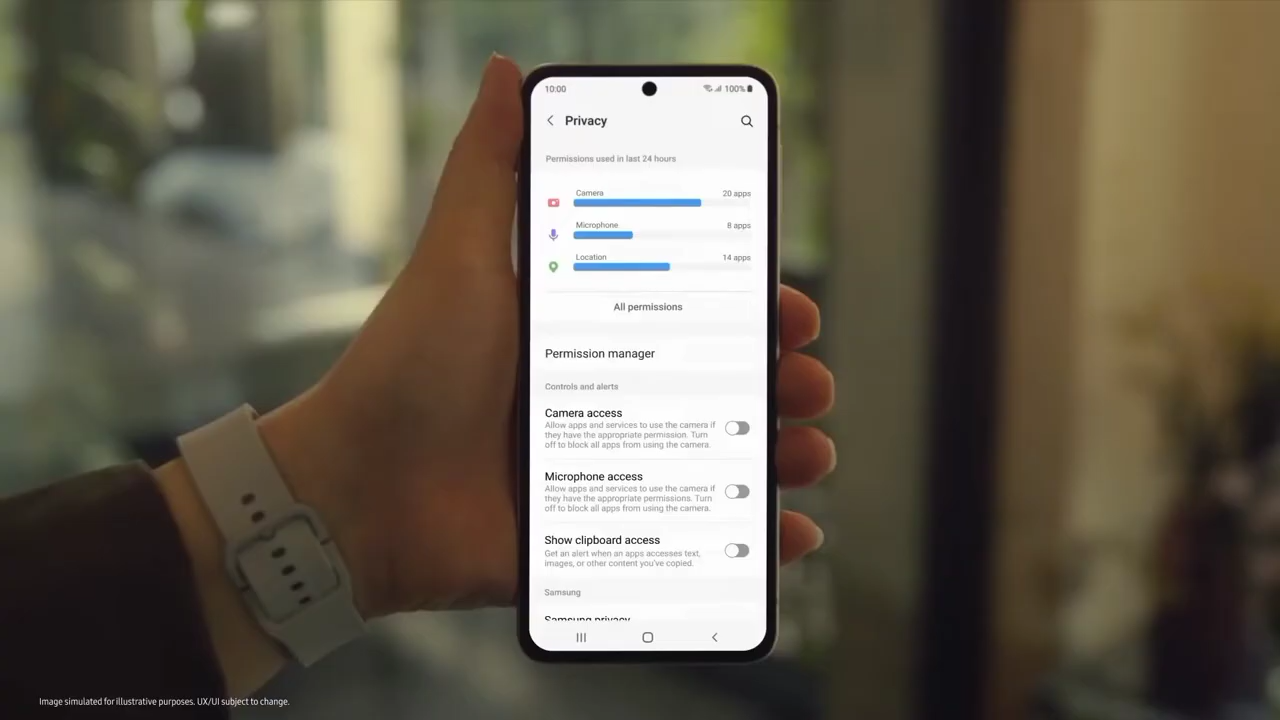 10:00
100%
Privacy
Permissions used in last 24 hours
Camera
20 apps
Microphone
8 apps
Location
14 apps
All permissions
Permission manager
Controls and alerts
Camera access
Allow apps and services to use the camera if
they have the appropriate permission. Turn
off to block all apps from using the camera.
Microphone access
Allow apps and services to use the camera if
they have the appropriate permissions. Turn
off to block all apps from using the camera.
Show clipboard access
Get an alert when an apps accesses text,
images, or other content you've copied.
Samsung
Samsung privacy
Image simulated for illustrative purposes. UX/UI subject to change.